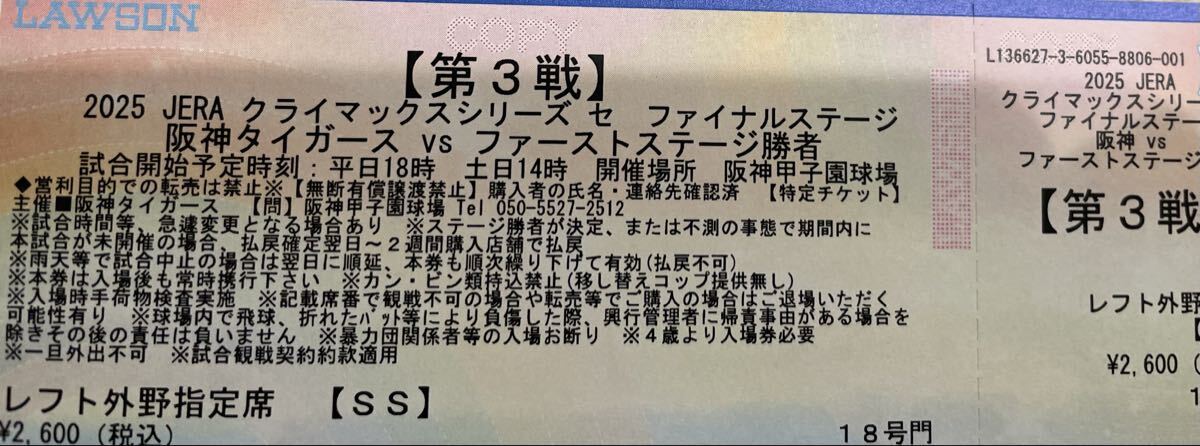 LAWSON
COPY
【第３戦】
2025 JERA クライマックスシリーズ セ ファイナルステージ
阪神タイガース vs ファーストステージ勝者
試合開始予定時刻：平日18時 土日14時 開催場所 阪神甲子園球場
◆営利目的での転売は禁止※【無断有償譲渡禁止】購入者の氏名・連絡先確認済 【特定チケット】
主催■阪神タイガース 【問】阪神甲子園球場 Tel 050-5527-2512
※試合時間等、急遽変更となる場合あり ※ステージ勝者が決定、または不測の事態で期間内に
本試合が未開催の場合、払戻確定翌日～２週間購入店舗で払戻
※雨天等で試合中止の場合は翌日に順延、本券も順次繰り下げて有効(払戻不可)
※本券は入場後も常時携行下さい ※カン・ビン類持込禁止(移し替えコップ提供無し)
※入場時手荷物検査実施 ※記載席番で観戦不可の場合や転売等でご購入の場合はご退場いただく
可能性有り ※球場内で飛球、折れたﾊﾞｯﾄ等により負傷した際、興行管理者に帰責事由がある場合を
除きその後の責任は負いません ※暴力団関係者等の入場お断り ※４歳より入場券必要
※一旦外出不可 ※試合観戦契約約款適用
レフト外野指定席 【ＳＳ】
¥2,600（税込） １８号門
L136627-3-6055-8806-001
2025 JERA
クライマックスシリー
ファイナルステー
阪神 vs
ファーストステージ
【第３戦
レフト外野
¥2,600（